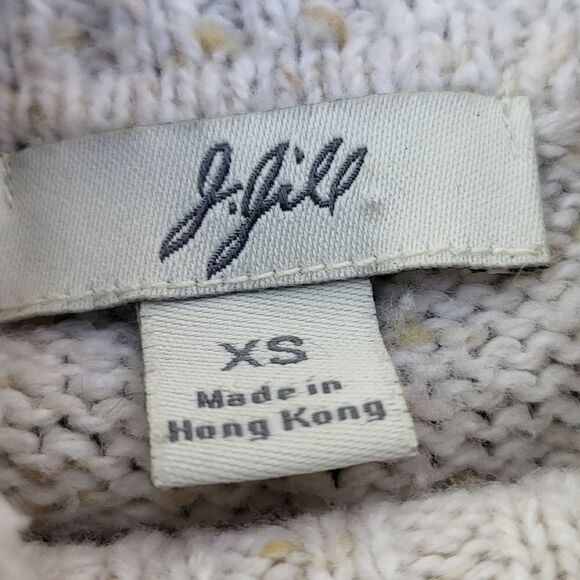 J.Jill
XS
Made in
Hong Kong